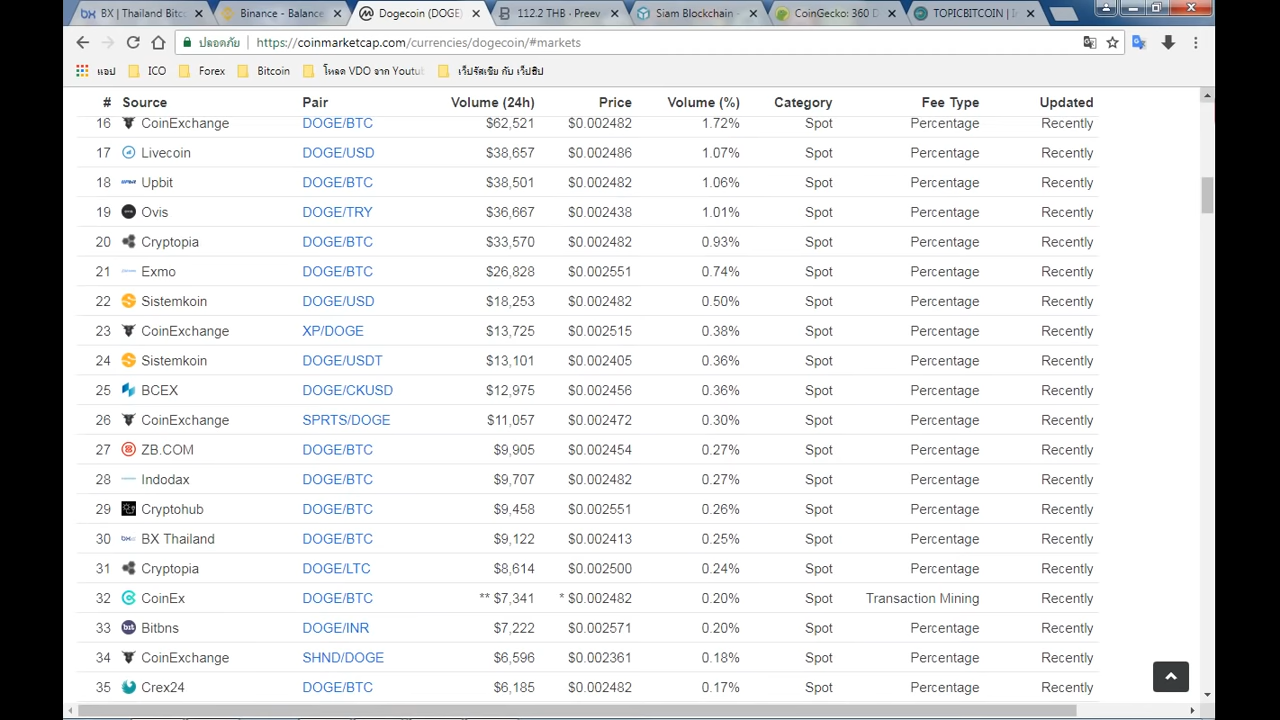 BX | Thailand Bitc
Binance - Balance
Dogecoin (DOGE)
112.2 THB - Preev
Siam Blockchain -
CoinGecko: 360 D
TOPICBITCOIN | เ
ปลอดภัย https://coinmarketcap.com/currencies/dogecoin/#markets
แอป ICO Forex Bitcoin โหลด VDO จาก Youtu เว็ปรัสเซีย กับ เว็ปฮิป
# Source Pair Volume (24h) Price Volume (%) Category Fee Type Updated
16 CoinExchange DOGE/BTC $62,521 $0.002482 1.72% Spot Percentage Recently
17 Livecoin DOGE/USD $38,657 $0.002486 1.07% Spot Percentage Recently
18 Upbit DOGE/BTC $38,501 $0.002482 1.06% Spot Percentage Recently
19 Ovis DOGE/TRY $36,667 $0.002438 1.01% Spot Percentage Recently
20 Cryptopia DOGE/BTC $33,570 $0.002482 0.93% Spot Percentage Recently
21 Exmo DOGE/BTC $26,828 $0.002551 0.74% Spot Percentage Recently
22 Sistemkoin DOGE/USD $18,253 $0.002482 0.50% Spot Percentage Recently
23 CoinExchange XP/DOGE $13,725 $0.002515 0.38% Spot Percentage Recently
24 Sistemkoin DOGE/USDT $13,101 $0.002405 0.36% Spot Percentage Recently
25 BCEX DOGE/CKUSD $12,975 $0.002456 0.36% Spot Percentage Recently
26 CoinExchange SPRTS/DOGE $11,057 $0.002472 0.30% Spot Percentage Recently
27 ZB.COM DOGE/BTC $9,905 $0.002454 0.27% Spot Percentage Recently
28 Indodax DOGE/BTC $9,707 $0.002482 0.27% Spot Percentage Recently
29 Cryptohub DOGE/BTC $9,458 $0.002551 0.26% Spot Percentage Recently
30 BX Thailand DOGE/BTC $9,122 $0.002413 0.25% Spot Percentage Recently
31 Cryptopia DOGE/LTC $8,614 $0.002500 0.24% Spot Percentage Recently
32 CoinEx DOGE/BTC ** $7,341 * $0.002482 0.20% Spot Transaction Mining Recently
33 Bitbns DOGE/INR $7,222 $0.002571 0.20% Spot Percentage Recently
34 CoinExchange SHND/DOGE $6,596 $0.002361 0.18% Spot Percentage Recently
35 Crex24 DOGE/BTC $6,185 $0.002482 0.17% Spot Percentage Recently